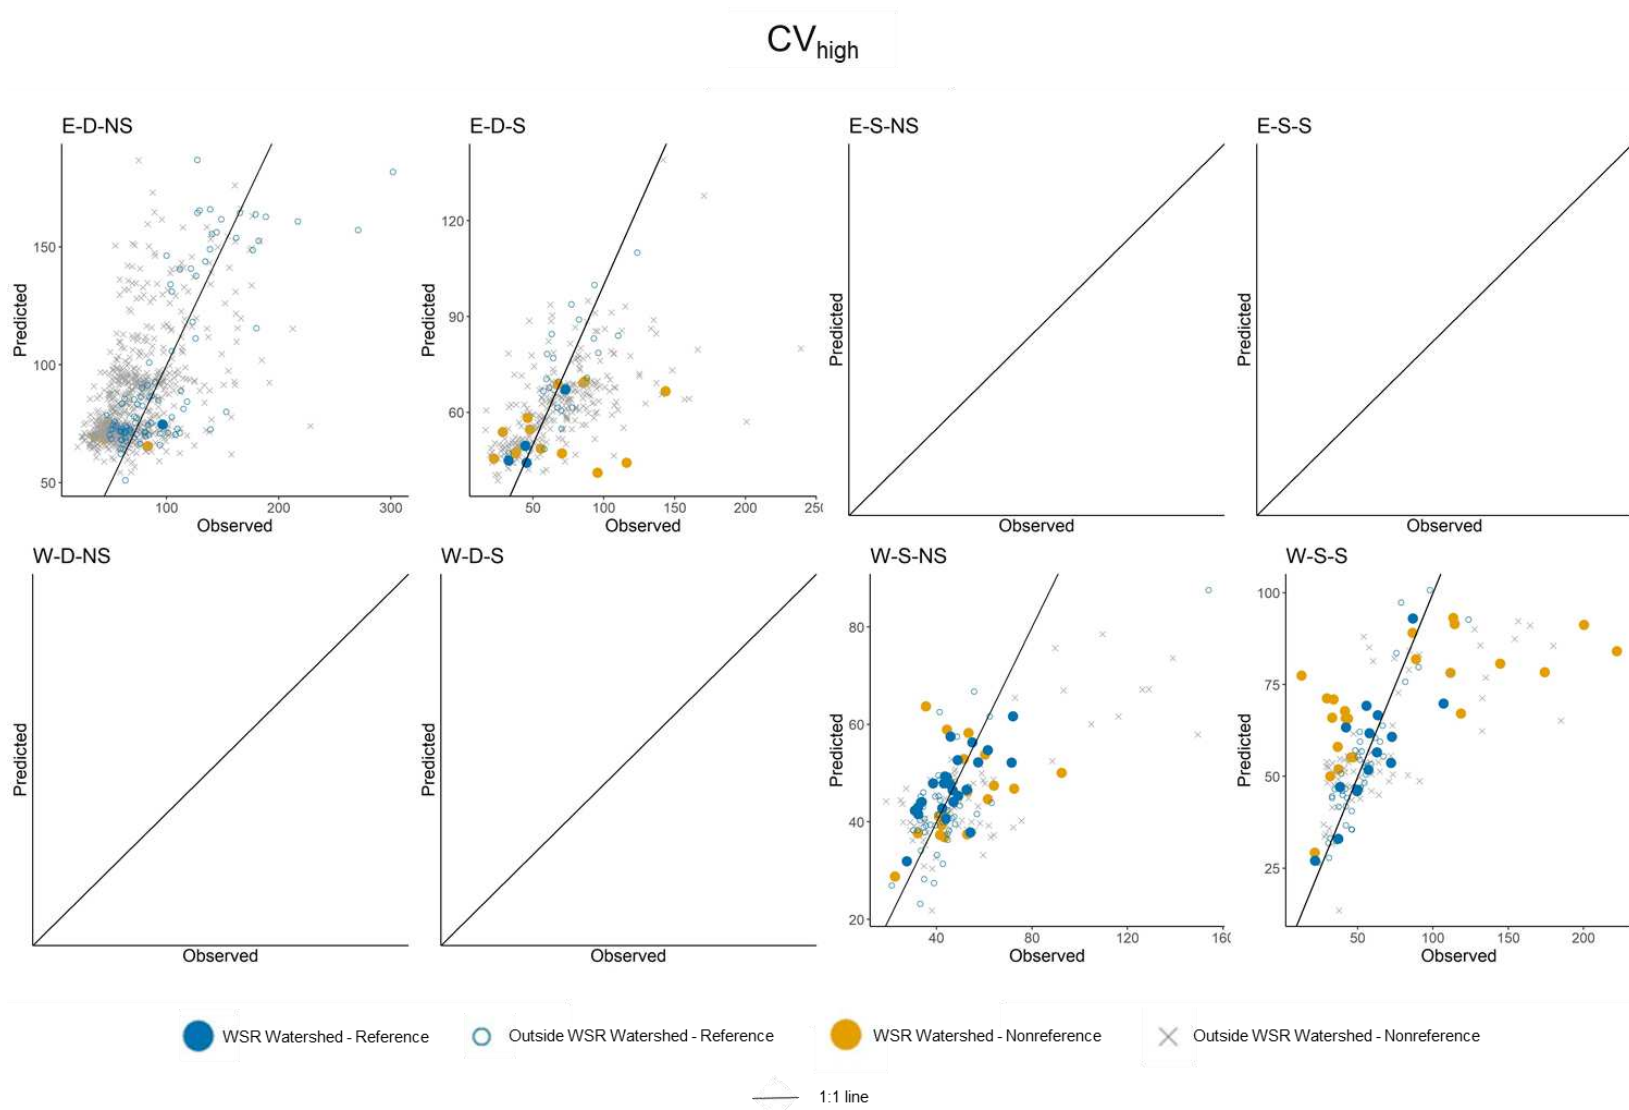 CVhigh
E-D-NS
E-D-S
E-S-NS
E-S-S
150
100
50
Predicted
100
200
300
Observed
120
90
60
Predicted
50
100
150
200
Observed
Predicted
Observed
Predicted
Observed
W-D-NS
W-D-S
W-S-NS
W-S-S
Predicted
Observed
Predicted
Observed
80
60
40
20
Predicted
40
80
120
Observed
100
75
50
25
Predicted
50
100
150
200
Observed
WSR Watershed - Reference
Outside WSR Watershed - Reference
WSR Watershed - Nonreference
Outside WSR Watershed - Nonreference
1:1 line